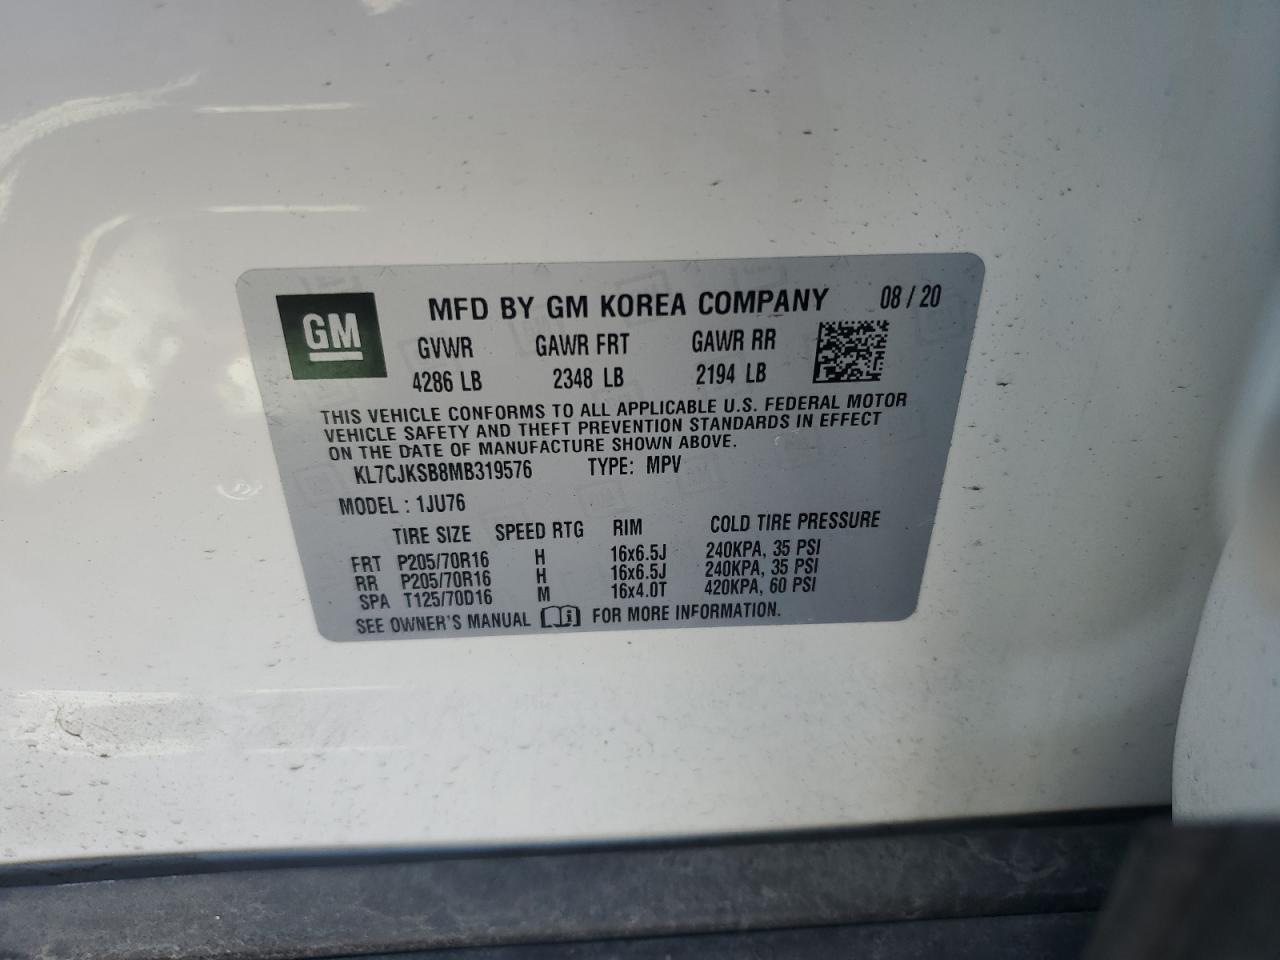 GM
MFD BY GM KOREA COMPANY 08 / 20
GVWR GAWR FRT GAWR RR
4286 LB 2348 LB 2194 LB
THIS VEHICLE CONFORMS TO ALL APPLICABLE U.S. FEDERAL MOTOR
VEHICLE SAFETY AND THEFT PREVENTION STANDARDS IN EFFECT
ON THE DATE OF MANUFACTURE SHOWN ABOVE.
KL7CJKSB8MB319576 TYPE: MPV
MODEL : 1JU76
TIRE SIZE SPEED RTG RIM COLD TIRE PRESSURE
FRT P205/70R16 H 16x6.5J 240KPA, 35 PSI
RR P205/70R16 H 16x6.5J 240KPA, 35 PSI
SPA T125/70D16 M 16x4.0T 420KPA, 60 PSI
SEE OWNER'S MANUAL i FOR MORE INFORMATION.